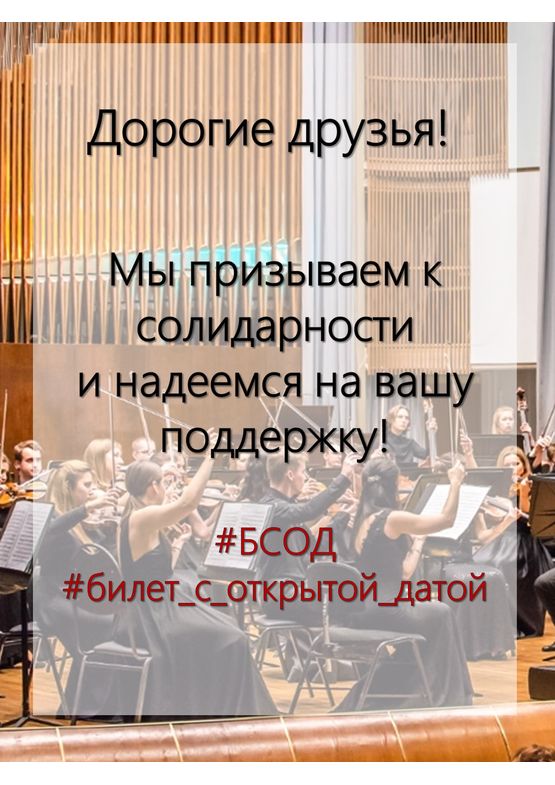 Дорогие друзья!
Мы призываем к
солидарности
и надеемся на вашу
поддержку!
#БСОД
#билет_с_открытой_датой